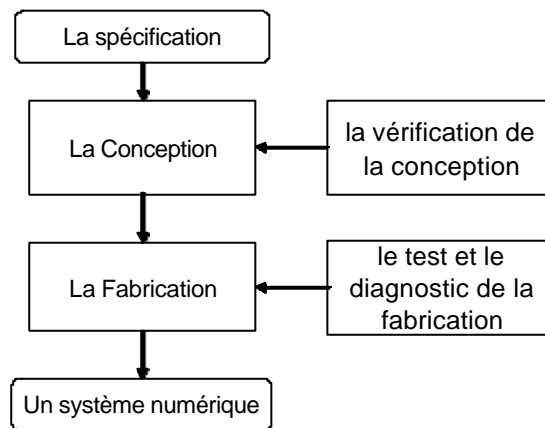 La spécification
La Conception
la vérification de
la conception
La Fabrication
le test et le
diagnostic de la
fabrication
Un système numérique